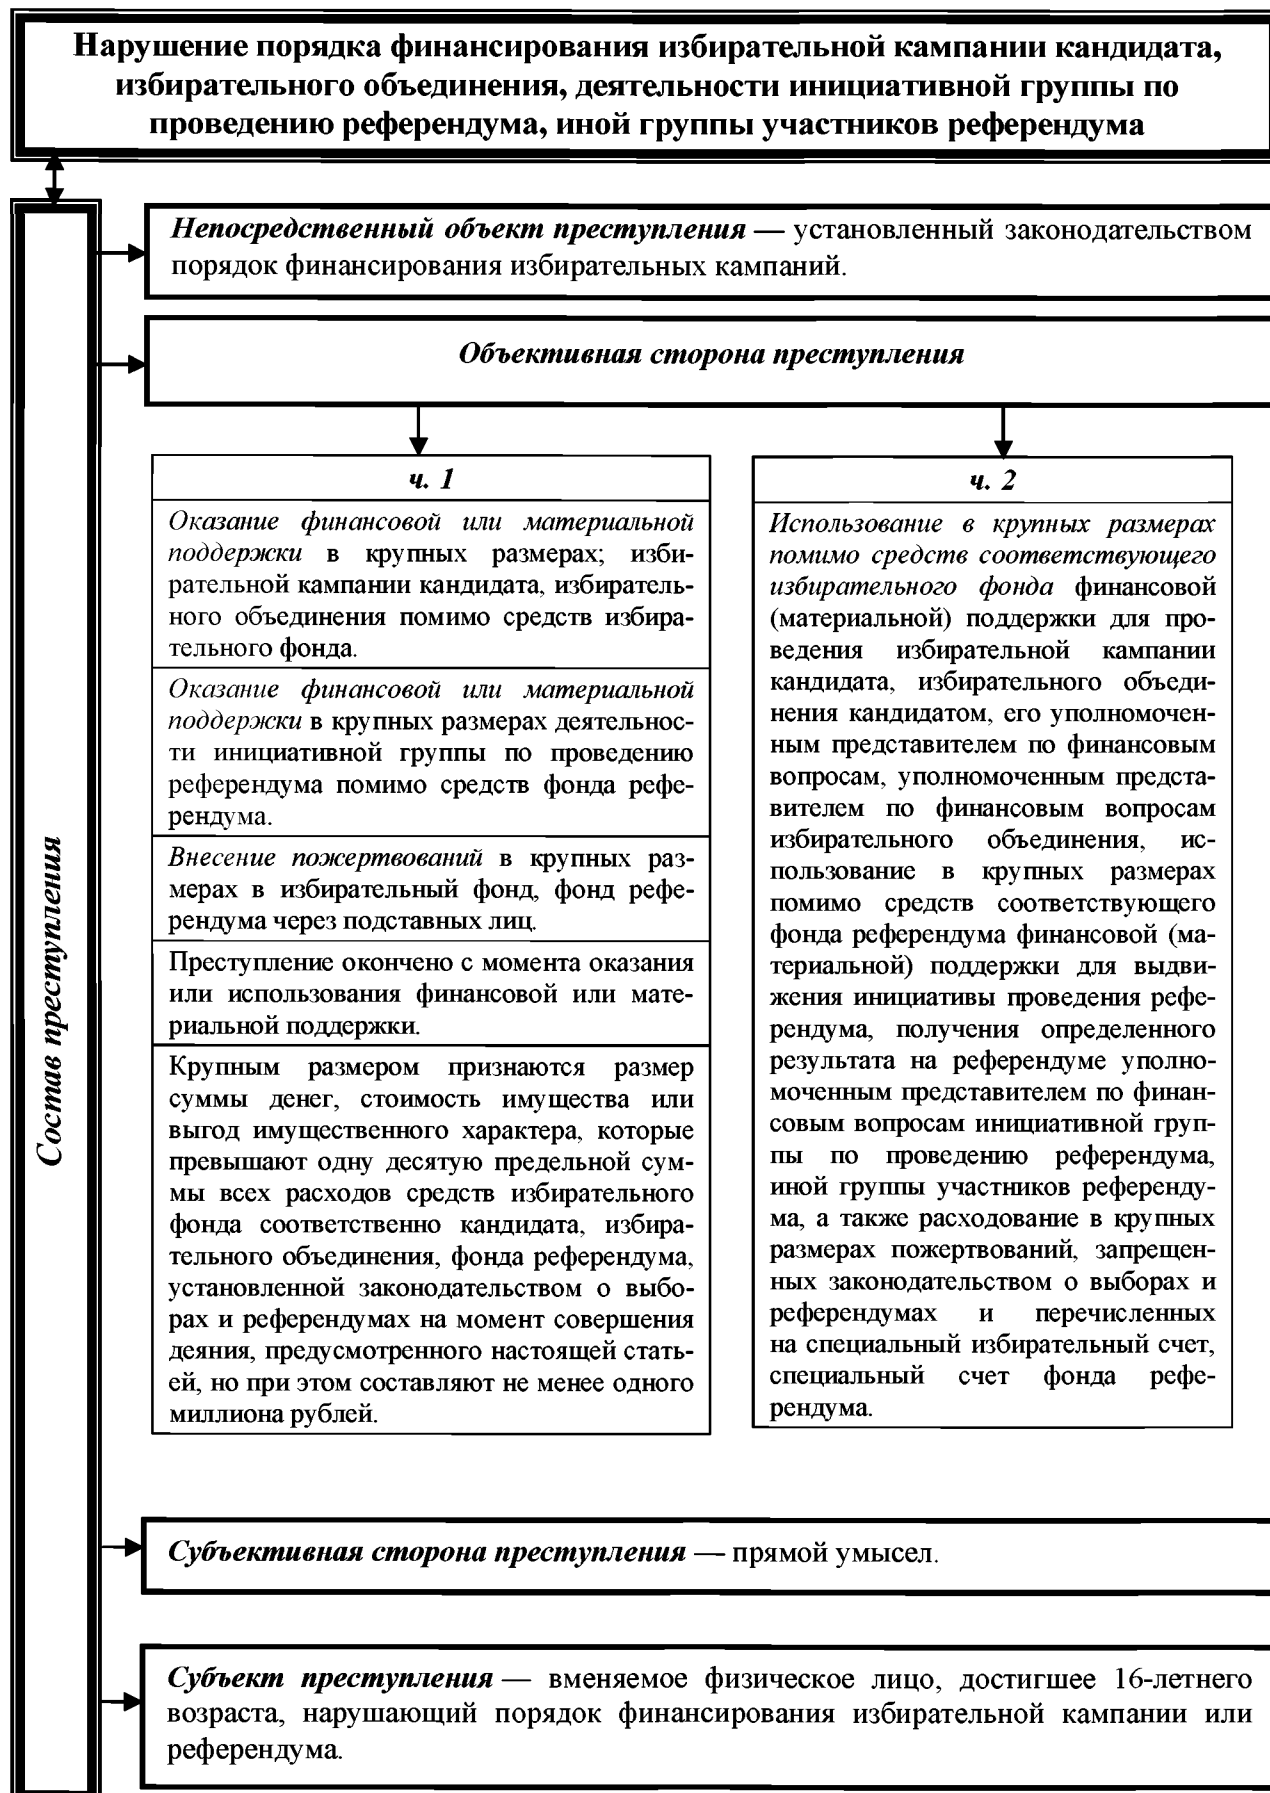 Нарушение порядка финансирования избирательной кампании кандидата,
избирательного объединения, деятельности инициативной группы по
проведению референдума, иной группы участников референдума
Состав преступления
Непосредственный объект преступления — установленный законодательством
порядок финансирования избирательных кампаний.
Объективная сторона преступления
ч. 1
Оказание финансовой или материальной
поддержки в крупных размерах; изби-
рательной кампании кандидата, избиратель-
ного объединения помимо средств избира-
тельного фонда.
Оказание финансовой или материальной
поддержки в крупных размерах деятельнос-
ти инициативной группы по проведению
референдума помимо средств фонда рефе-
рендума.
Внесение пожертвований в крупных раз-
мерах в избирательный фонд, фонд рефе-
рендума через подставных лиц.
Преступление окончено с момента оказания
или использования финансовой или мате-
риальной поддержки.
Крупным размером признаются размер
суммы денег, стоимость имущества или
выгод имущественного характера, которые
превышают одну десятую предельной сум-
мы всех расходов средств избирательного
фонда соответственно кандидата, избира-
тельного объединения, фонда референдума,
установленной законодательством о выбо-
рах и референдумах на момент совершения
деяния, предусмотренного настоящей стать-
ей, но при этом составляют не менее одного
миллиона рублей.
ч. 2
Использование в крупных размерах
помимо средств соответствующего
избирательного фонда финансовой
(материальной) поддержки для про-
ведения избирательной кампании
кандидата, избирательного объеди-
нения кандидатом, его уполномочен-
ным представителем по финансовым
вопросам, уполномоченным предста-
вителем по финансовым вопросам
избирательного объединения, ис-
пользование в крупных размерах
помимо средств соответствующего
фонда референдума финансовой (ма-
териальной) поддержки для выдви-
жения инициативы проведения рефе-
рендума, получения определенного
результата на референдуме уполно-
моченным представителем по финан-
совым вопросам инициативной груп-
пы по проведению референдума,
иной группы участников референду-
ма, а также расходование в крупных
размерах пожертвований, запрещен-
ных законодательством о выборах и
референдумах и перечисленных
на специальный избирательный счет,
специальный счет фонда рефе-
рендума.
Субъективная сторона преступления — прямой умысел.
Субъект преступления — вменяемое физическое лицо, достигшее 16-летнего
возраста, нарушающий порядок финансирования избирательной кампании или
референдума.